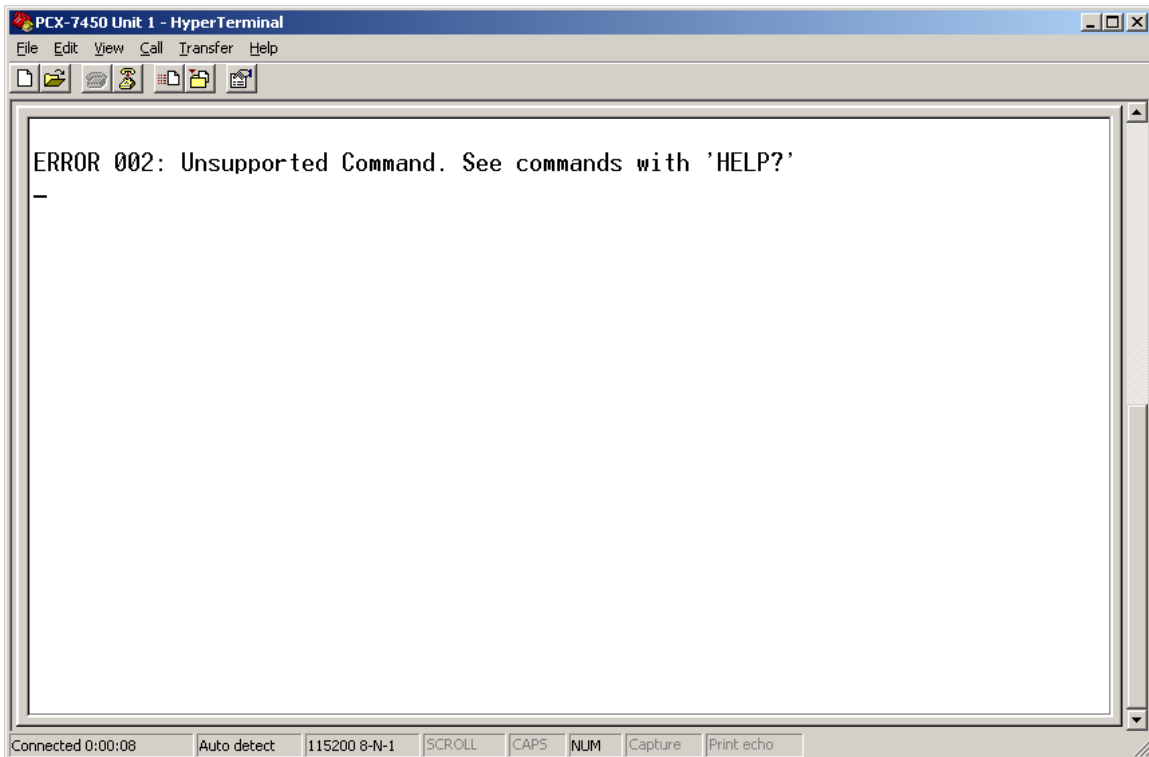 PCX-7450 Unit 1 - HyperTerminal
File Edit View Call Transfer Help
ERROR 002: Unsupported Command. See commands with 'HELP?'
_
Connected 0:00:08 Auto detect 115200 8-N-1 SCROLL CAPS NUM Capture Print echo